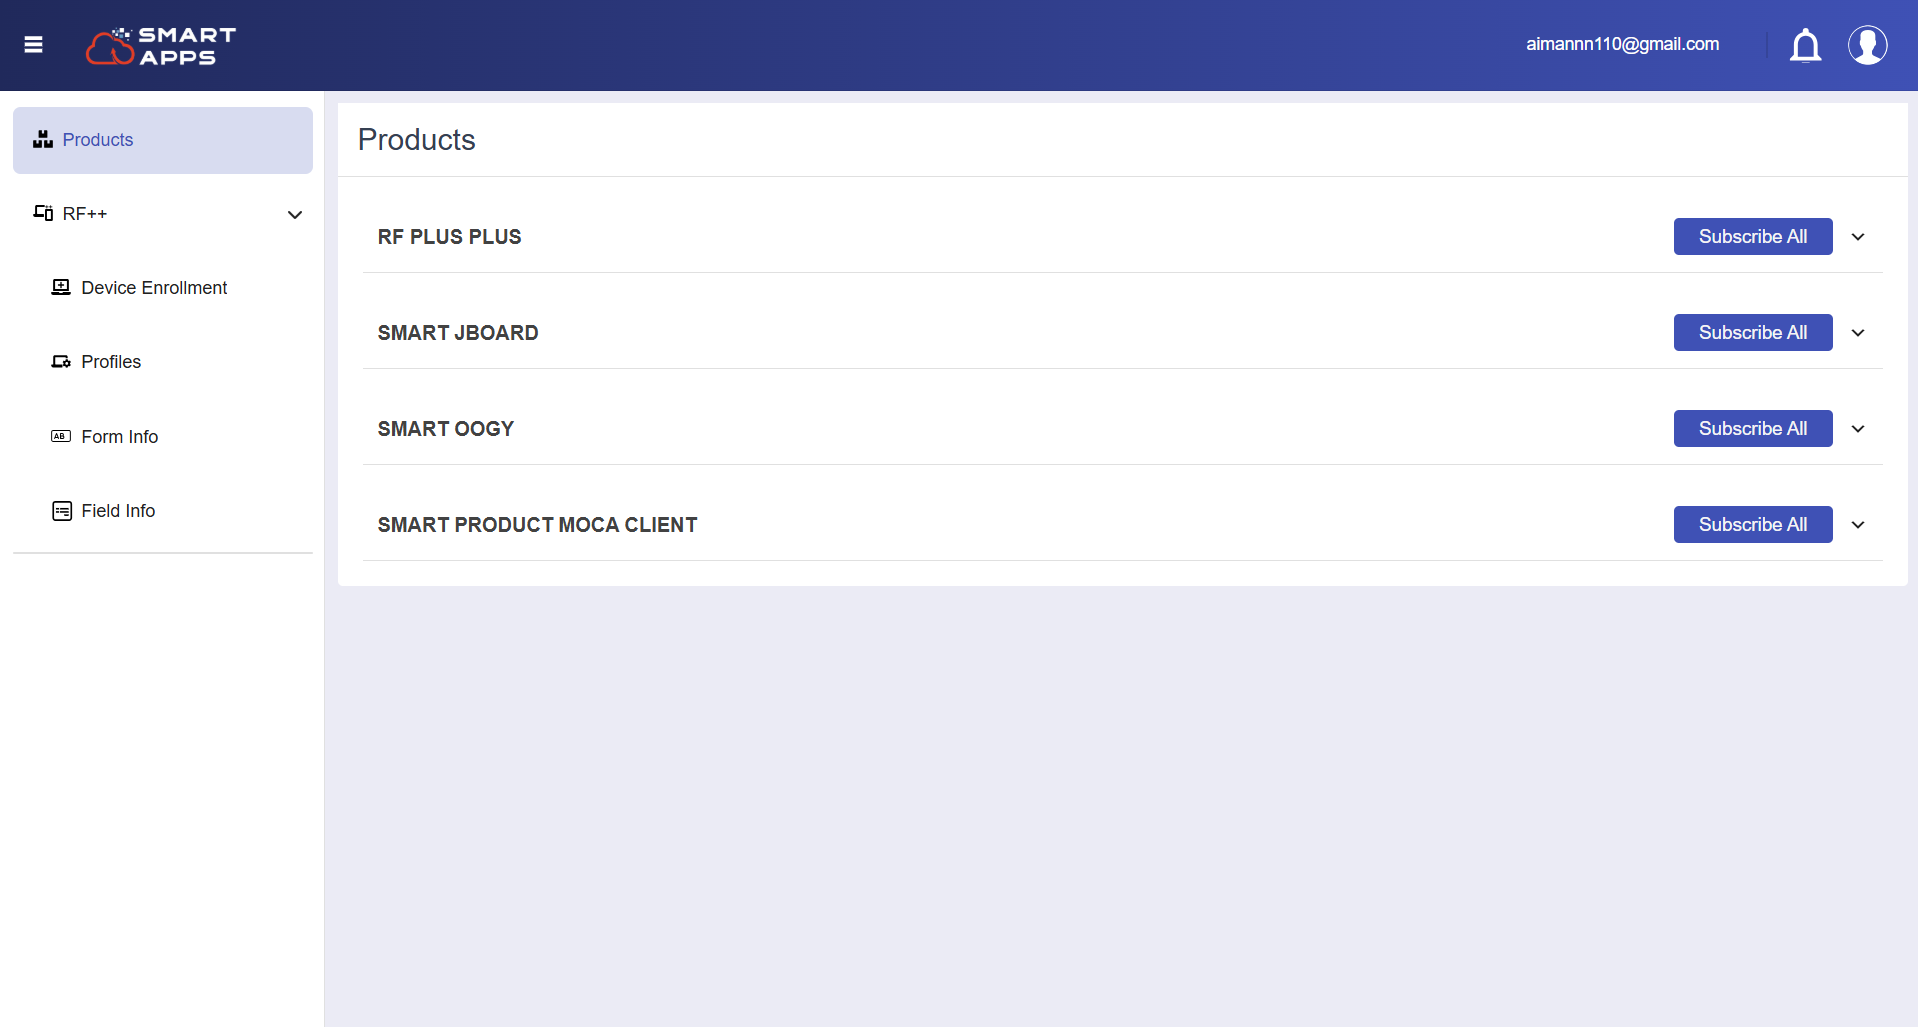 SMART
APPS
aimannn110@gmail.com
Products
RF++
Device Enrollment
Profiles
AB
Form Info
Field Info
Products
RF PLUS PLUS
Subscribe All
SMART JBOARD
Subscribe All
SMART OOGY
Subscribe All
SMART PRODUCT MOCA CLIENT
Subscribe All